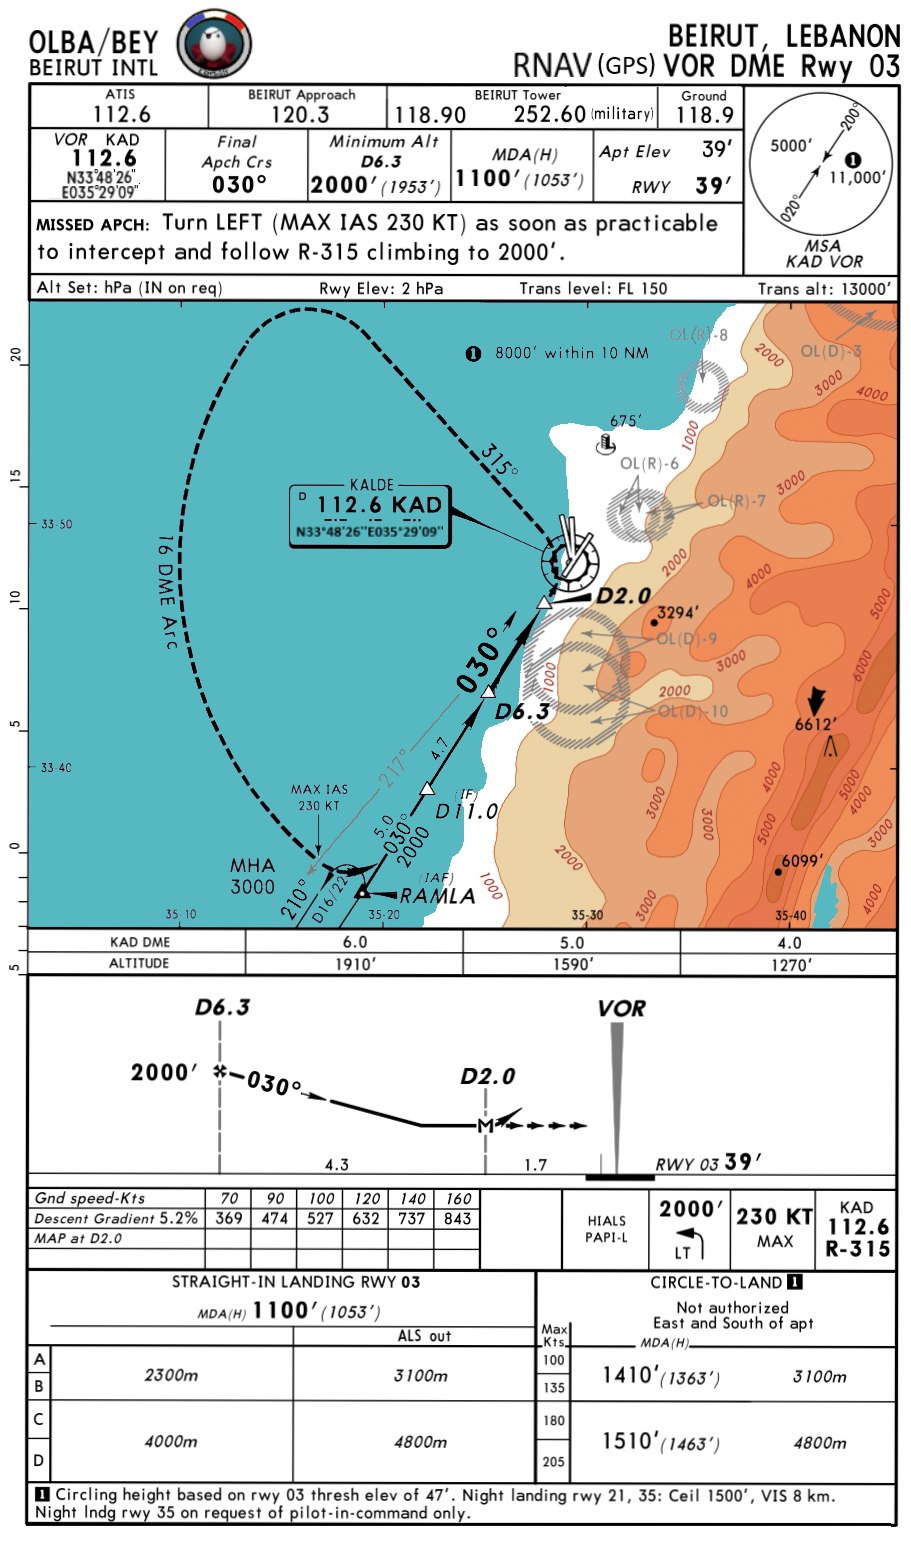 OLBA/BEY
BEIRUT INTL
BEIRUT, LEBANON
RNAV (GPS) VOR DME Rwy 03
ATIS
112.6
BEIRUT Approach
120.3
BEIRUT Tower
118.90 252.60 (military)
Ground
118.9
VOR KAD
112.6
N33°48'26"
E035°29'09"
Final
Apch Crs
030°
Minimum Alt
D6.3
2000' (1953')
MDA(H)
1100' (1053')
Apt Elev 39'
RWY 39'
5000'
200°
1 11,000'
020°
MSA
KAD VOR
MISSED APCH: Turn LEFT (MAX IAS 230 KT) as soon as practicable
to intercept and follow R-315 climbing to 2000'.
Alt Set: hPa (IN on req)
Rwy Elev: 2 hPa
Trans level: FL 150
Trans alt: 13000'
20
15
10
5
0
5
1 8000' within 10 NM
OL(R)-8
OL(D)-3
2000
3000
4000
675'
1000
OL(R)-6
OL(R)-7
3000
315°
KALDE
D 112.6 KAD
N33°48'26"E035°29'09"
33-50
16 DME Arc
2000
4000
5000
D2.0
3294'
OL(D)-9
030°
3000
6000
1000
2000
D6.3
OL(D)-10
6612'
4.7
217°
33-40
(IF)
D11.0
MAX IAS
230 KT
5.0
030°
2000
4000
5000
4000
3000
3000
3000
2000
MHA
3000
210°
D16/22
(IAF)
RAMLA
1000
6099'
5000
3000
4000
35-10
35-20
35-30
35-40
KAD DME 6.0 5.0 4.0
ALTITUDE 1910' 1590' 1270'
D6.3
VOR
2000'
030°
D2.0
M
4.3
1.7
RWY 03 39'
Gnd speed-Kts 70 90 100 120 140 160
Descent Gradient 5.2% 369 474 527 632 737 843
MAP at D2.0
HIALS
PAPI-L
2000'
LT
230 KT
MAX
KAD
112.6
R-315
STRAIGHT-IN LANDING RWY 03
MDA(H) 1100' (1053')
ALS out
CIRCLE-TO-LAND 1
Not authorized
East and South of apt
Max
Kts
MDA(H)
A
B
2300m
3100m
100
135
1410' (1363')
3100m
C
D
4000m
4800m
180
205
1510' (1463')
4800m
1 Circling height based on rwy 03 thresh elev of 47'. Night landing rwy 21, 35: Ceil 1500', VIS 8 km.
Night lndg rwy 35 on request of pilot-in-command only.